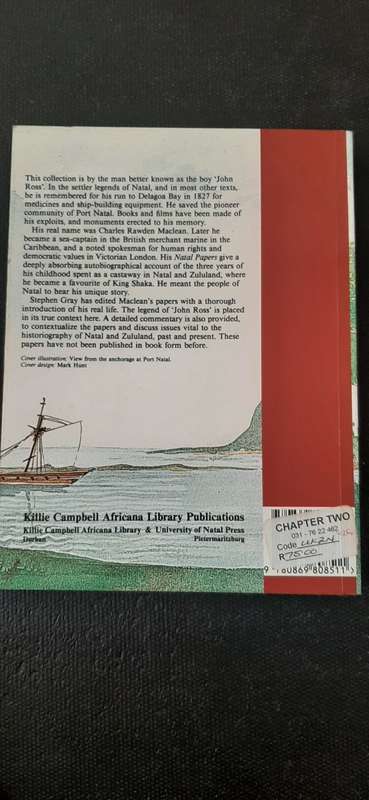 This collection is by the man better known as the boy 'John
Ross'. In the settler legends of Natal, and in most other texts,
he is remembered for his run to Delagoa Bay in 1827 for
medicines and ship-building equipment. He saved the pioneer
community of Port Natal. Books and films have been made of
his exploits, and monuments erected to his memory.
His real name was Charles Rawden Maclean. Later he
became a sea-captain in the British merchant marine in the
Caribbean, and a noted spokesman for human rights and
democratic values in Victorian London. His Natal Papers give a
deeply absorbing autobiographical account of the three years of
his childhood spent as a castaway in Natal and Zululand, where
he became a favourite of King Shaka. He meant the people of
Natal to hear his unique story.
Stephen Gray has edited Maclean's papers with a thorough
introduction of his real life. The legend of 'John Ross' is placed
in its true context here. A detailed commentary is also provided,
to contextualize the papers and discuss issues vital to the
historiography of Natal and Zululand, past and present. These
papers have not been published in book form before.
Cover illustration: View from the anchorage at Port Natal.
Cover design: Mark Hunt
Killie Campbell Africana Library Publications
Killie Campbell Africana Library & University of Natal Press
Durban Pietermaritzburg
CHAPTER TWO
031 - 76 22 462
Code
R 75.00
9 780869 808511